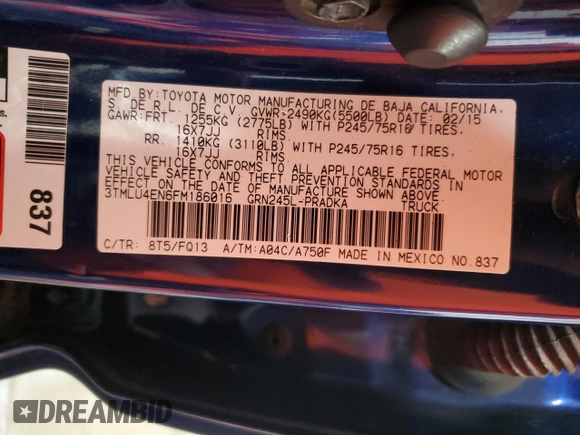 MFD.BY:TOYOTA MOTOR MANUFACTURING DE BAJA CALIFORNIA,
S. DE R.L. DE C.V. GVWR:2490KG(5500LB) 02/15
GAWR:FRT. 1255KG (2775LB) WITH P245/75R16 TIRES,
16X7JJ RIMS
RR. 1410KG (3110LB) WITH P245/75R16 TIRES,
16X7JJ RIMS
THIS VEHICLE CONFORMS TO ALL APPLICABLE FEDERAL MOTOR
VEHICLE SAFETY, BUMPER, AND THEFT PREVENTION STANDARDS IN
EFFECT ON THE DATE OF MANUFACTURE SHOWN ABOVE.
3TMLU4EN6FM186016 GRN245L-PRADKA TRUCK
C/TR: 8T5/FQ13 A/TM:A04C/A750F MADE IN MEXICO NO.837
837
DREAMBID